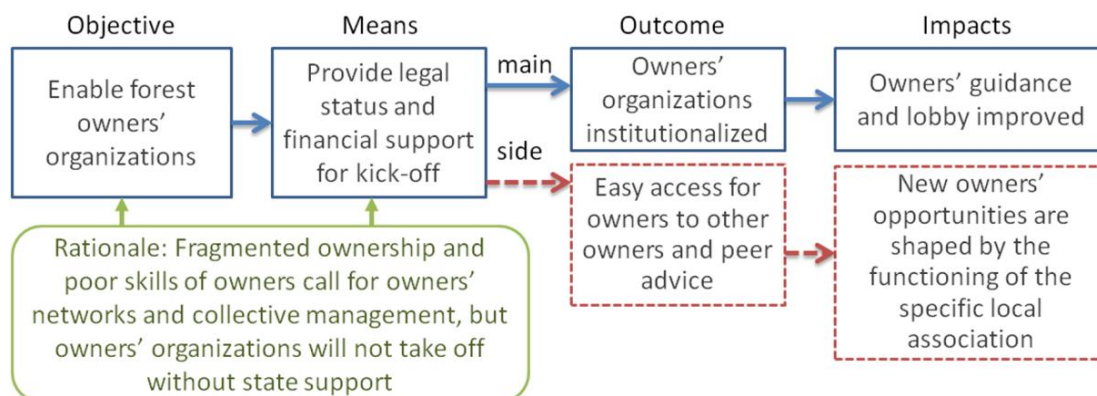 Objective
Means
Outcome
Impacts
Enable forest
owners’
organizations
Provide legal
status and
financial support
for kick-off
main
side
Owners’
organizations
institutionalized
Owners’ guidance
and lobby improved
Easy access for
owners to other
owners and peer
advice
New owners’
opportunities are
shaped by the
functioning of the
specific local
association
Rationale: Fragmented ownership and
poor skills of owners call for owners’
networks and collective management, but
owners’ organizations will not take off
without state support